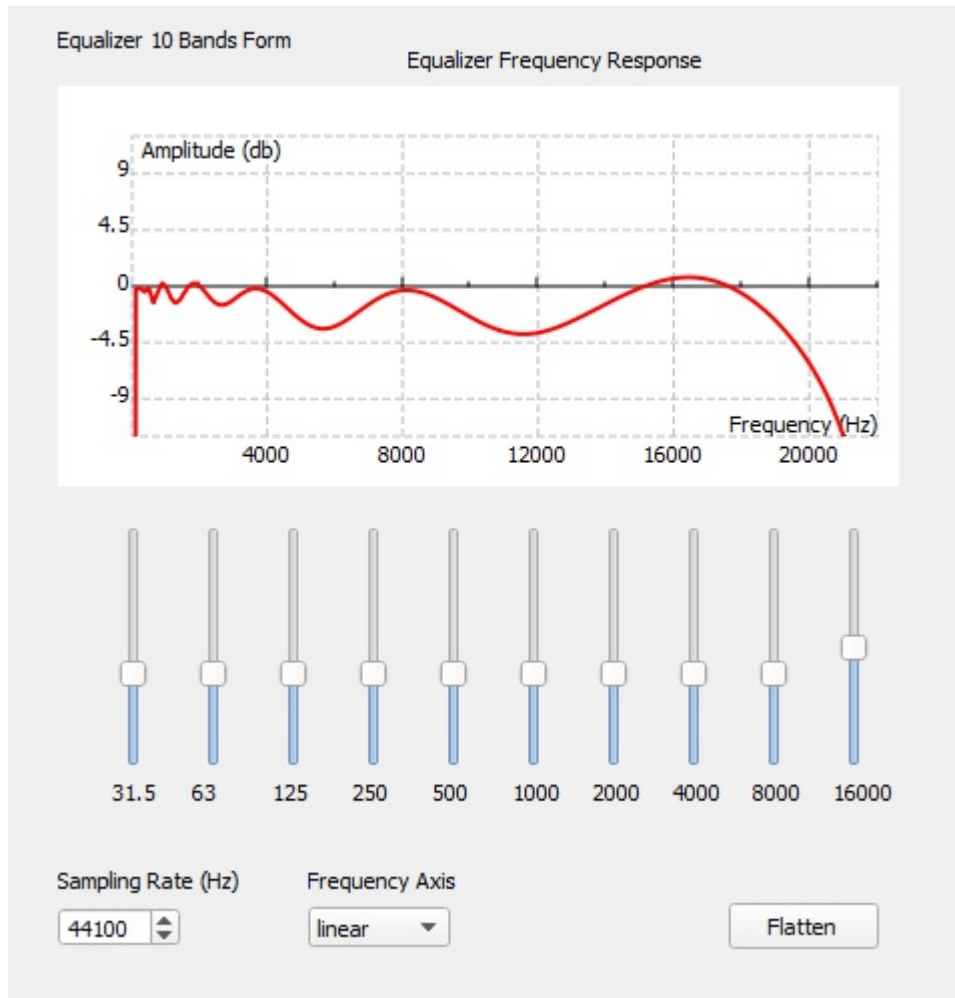 Equalizer 10 Bands Form
Equalizer Frequency Response
Amplitude (db)
9
4.5
0
-4.5
-9
Frequency (Hz)
4000 8000 12000 16000 20000
31.5 63 125 250 500 1000 2000 4000 8000 16000
Sampling Rate (Hz) Frequency Axis
44100 linear Flatten